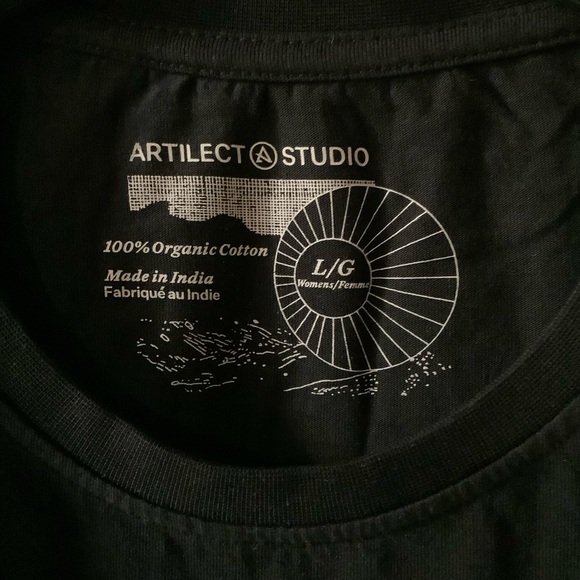 ARTILECT STUDIO
100% Organic Cotton
Made in India
Fabriqué au Indie
L/G
Womens/Femme